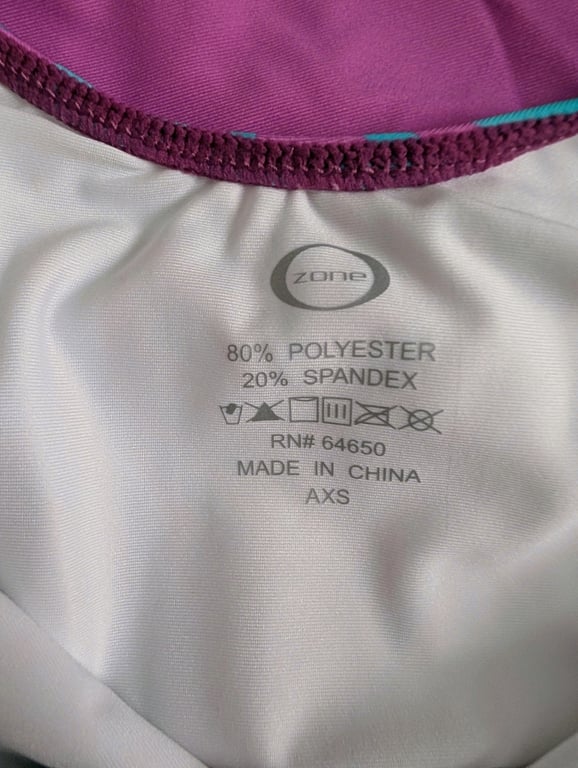 zone
80% POLYESTER
20% SPANDEX
RN# 64650
MADE IN CHINA
AXS